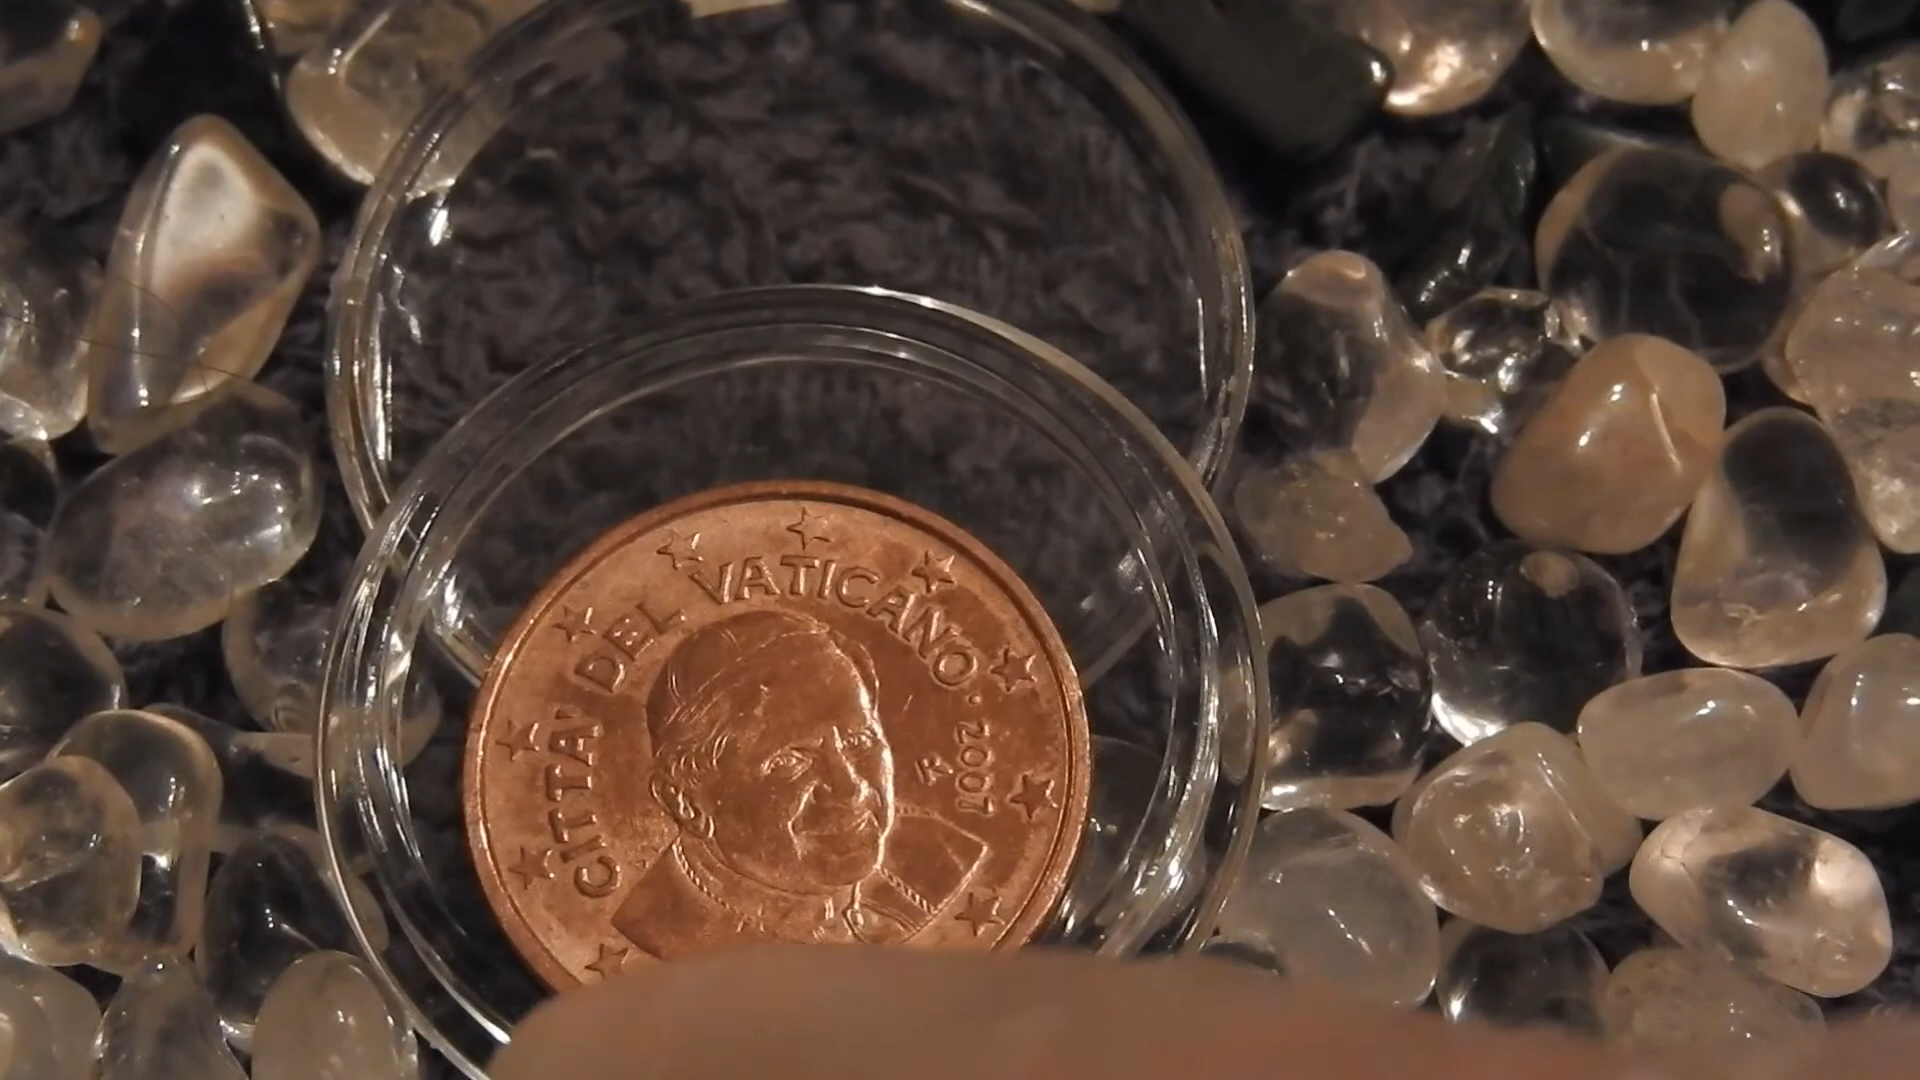 CITTA' DEL VATICANO • 2007
R